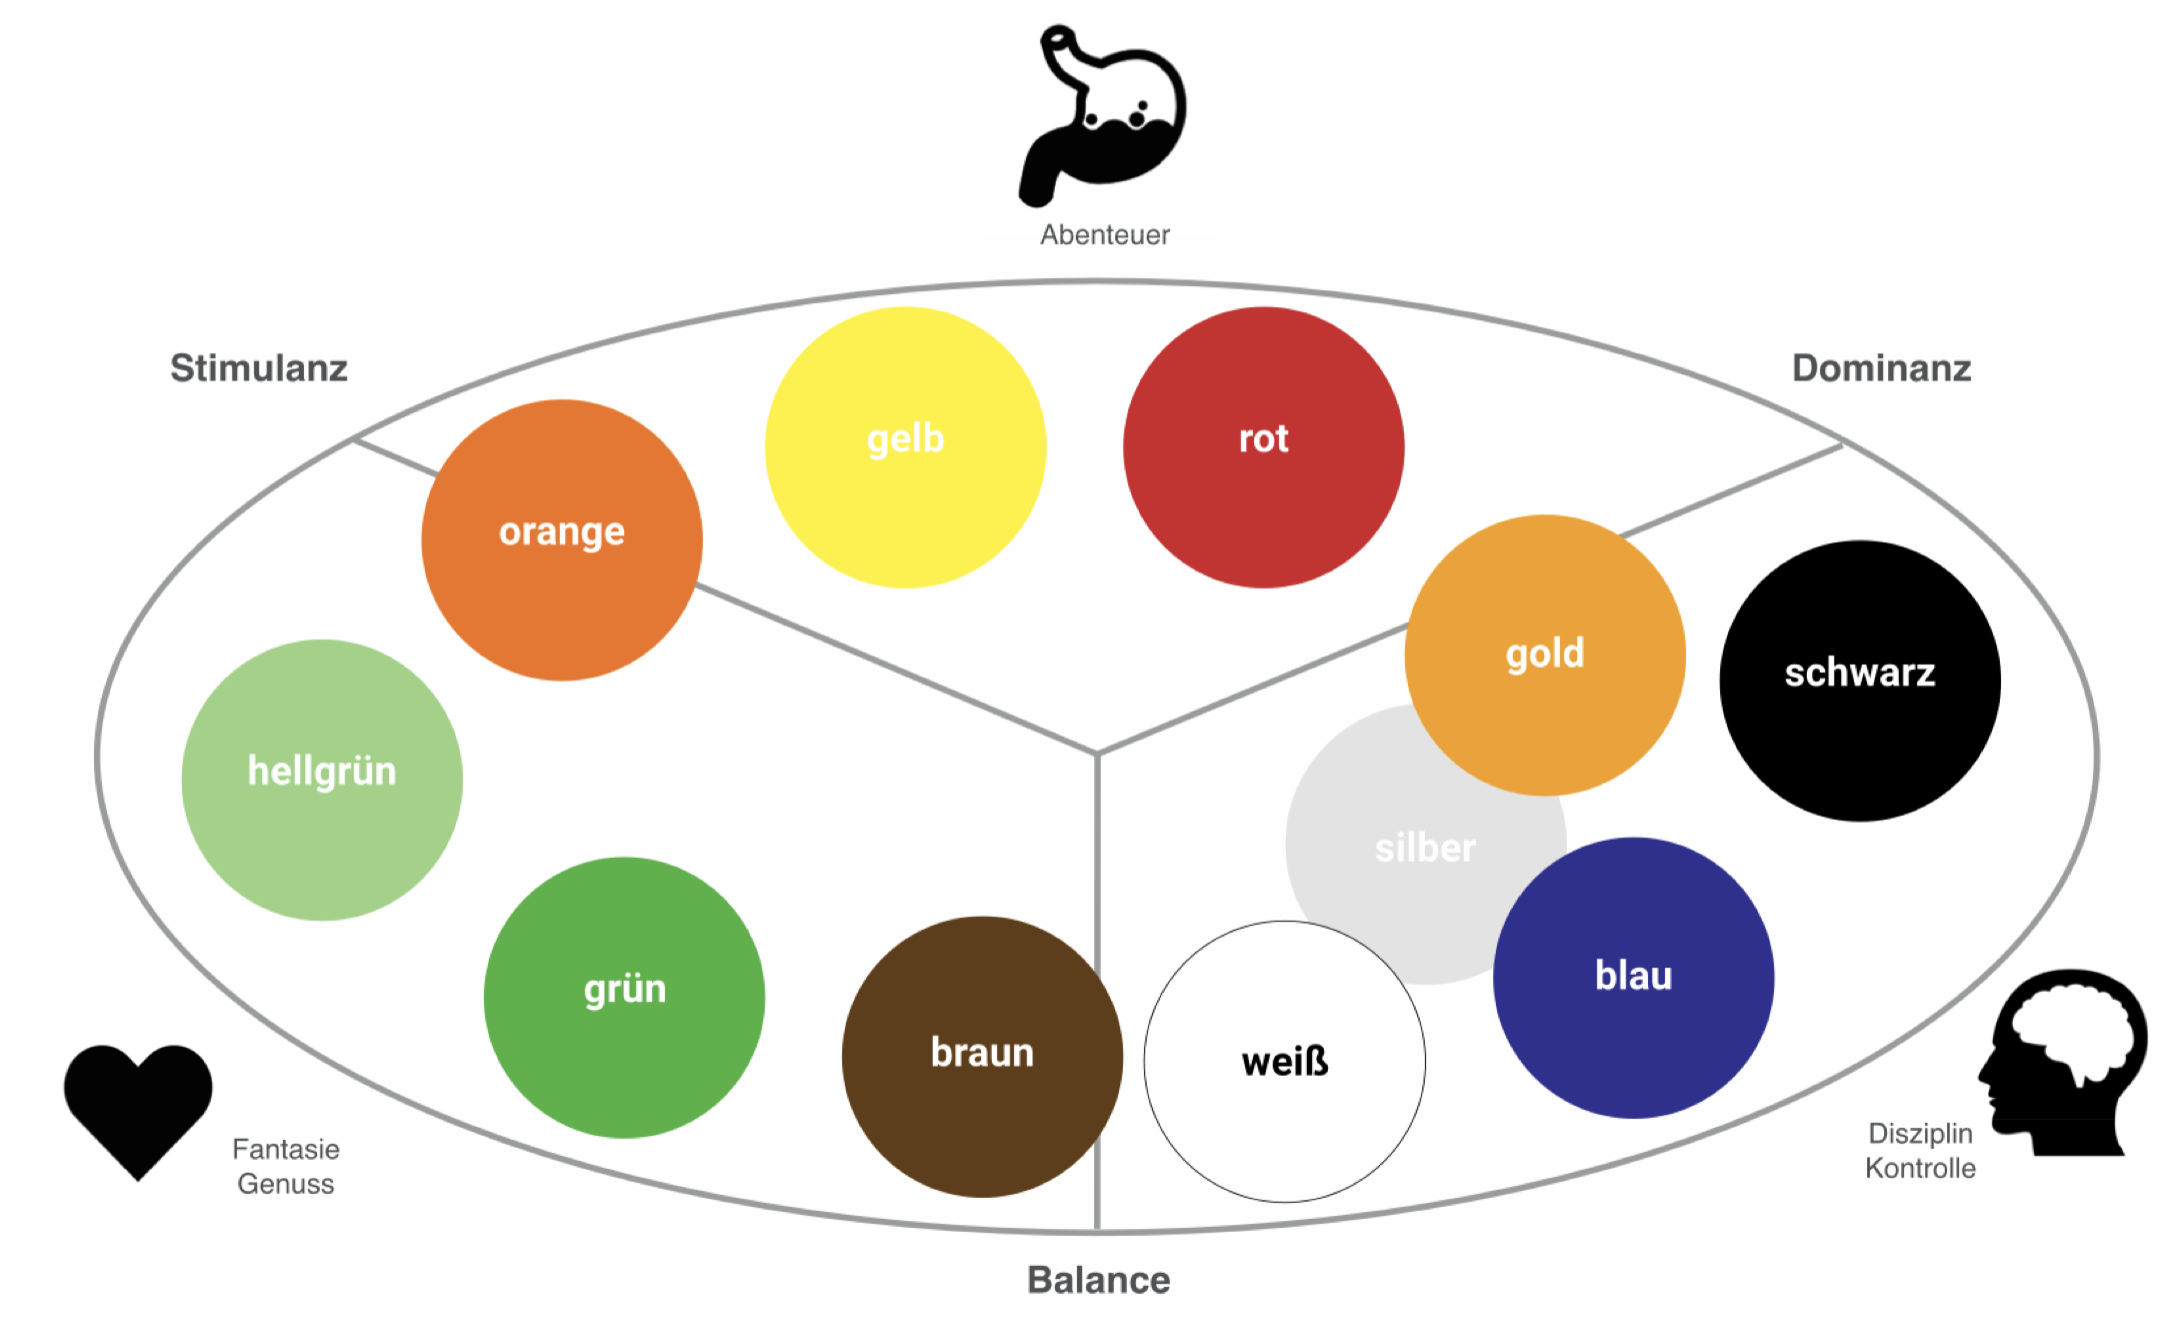 Abenteuer
Stimulanz
Dominanz
gelb
rot
orange
gold
schwarz
hellgrün
silber
blau
grün
braun
weiß
Fantasie
Genuss
Disziplin
Kontrolle
Balance